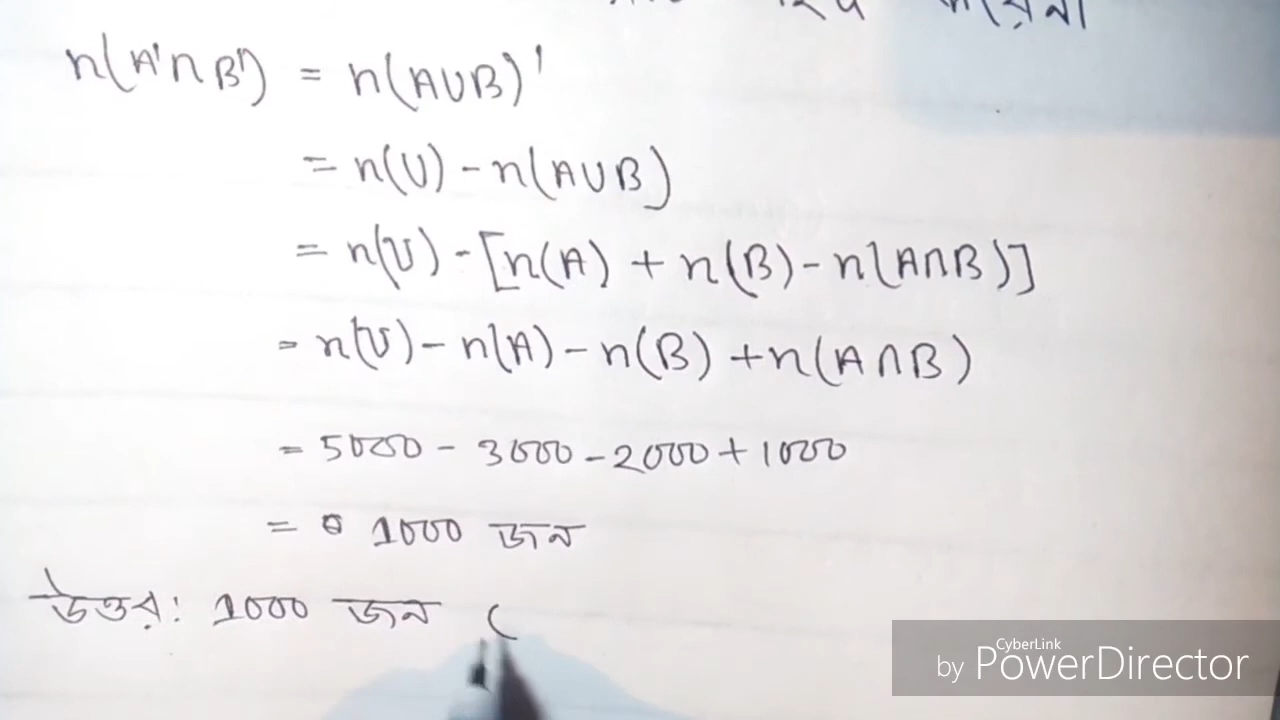 n(A'∩B') = n(A∪B)'
= n(U) - n(A∪B)
= n(U) - [n(A) + n(B) - n(A∩B)]
= n(U) - n(A) - n(B) + n(A∩B)
= 5000 - 3000 - 2000 + 1000
= 1000 জন
উত্তর: 1000 জন (
CyberLink
by PowerDirector